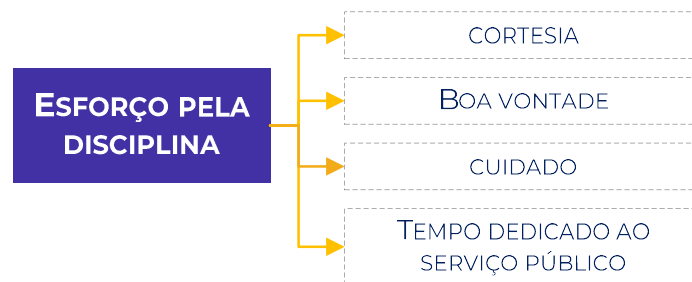 ESFORÇO PELA
DISCIPLINA
CORTESIA
BOA VONTADE
CUIDADO
TEMPO DEDICADO AO
SERVIÇO PÚBLICO